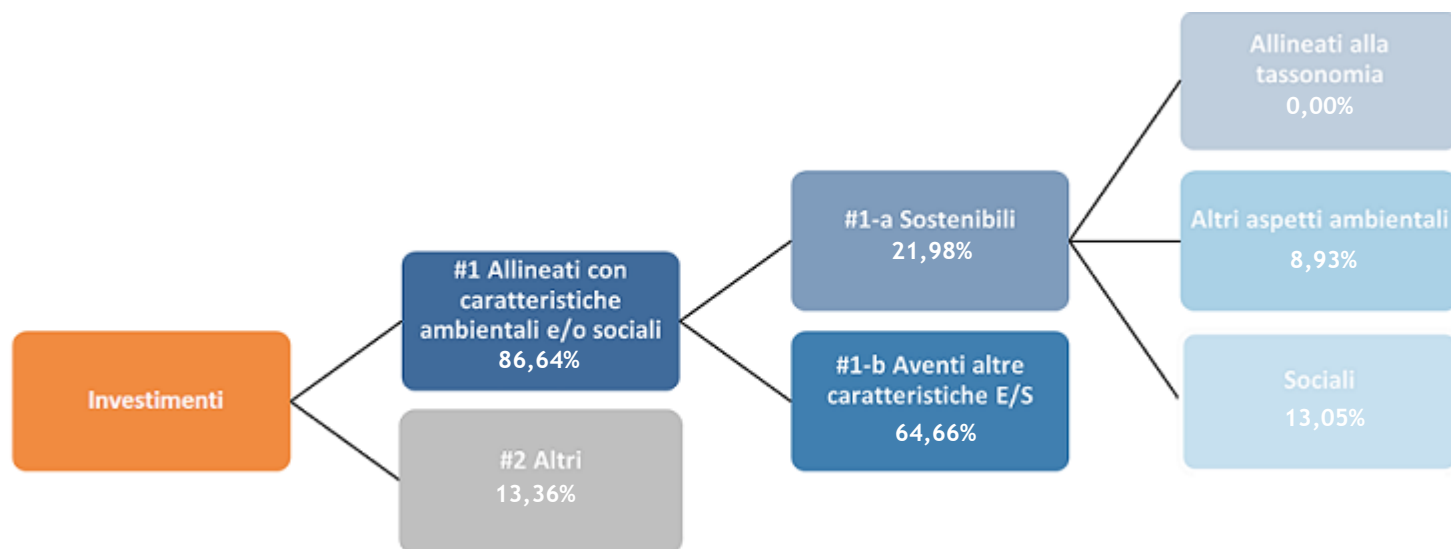 Investimenti
#1 Allineati con
caratteristiche
ambientali e/o sociali
86,64%
#2 Altri
13,36%
#1-a Sostenibili
21,98%
#1-b Aventi altre
caratteristiche E/S
64,66%
Allineati alla
tassonomia
0,00%
Altri aspetti ambientali
8,93%
Sociali
13,05%